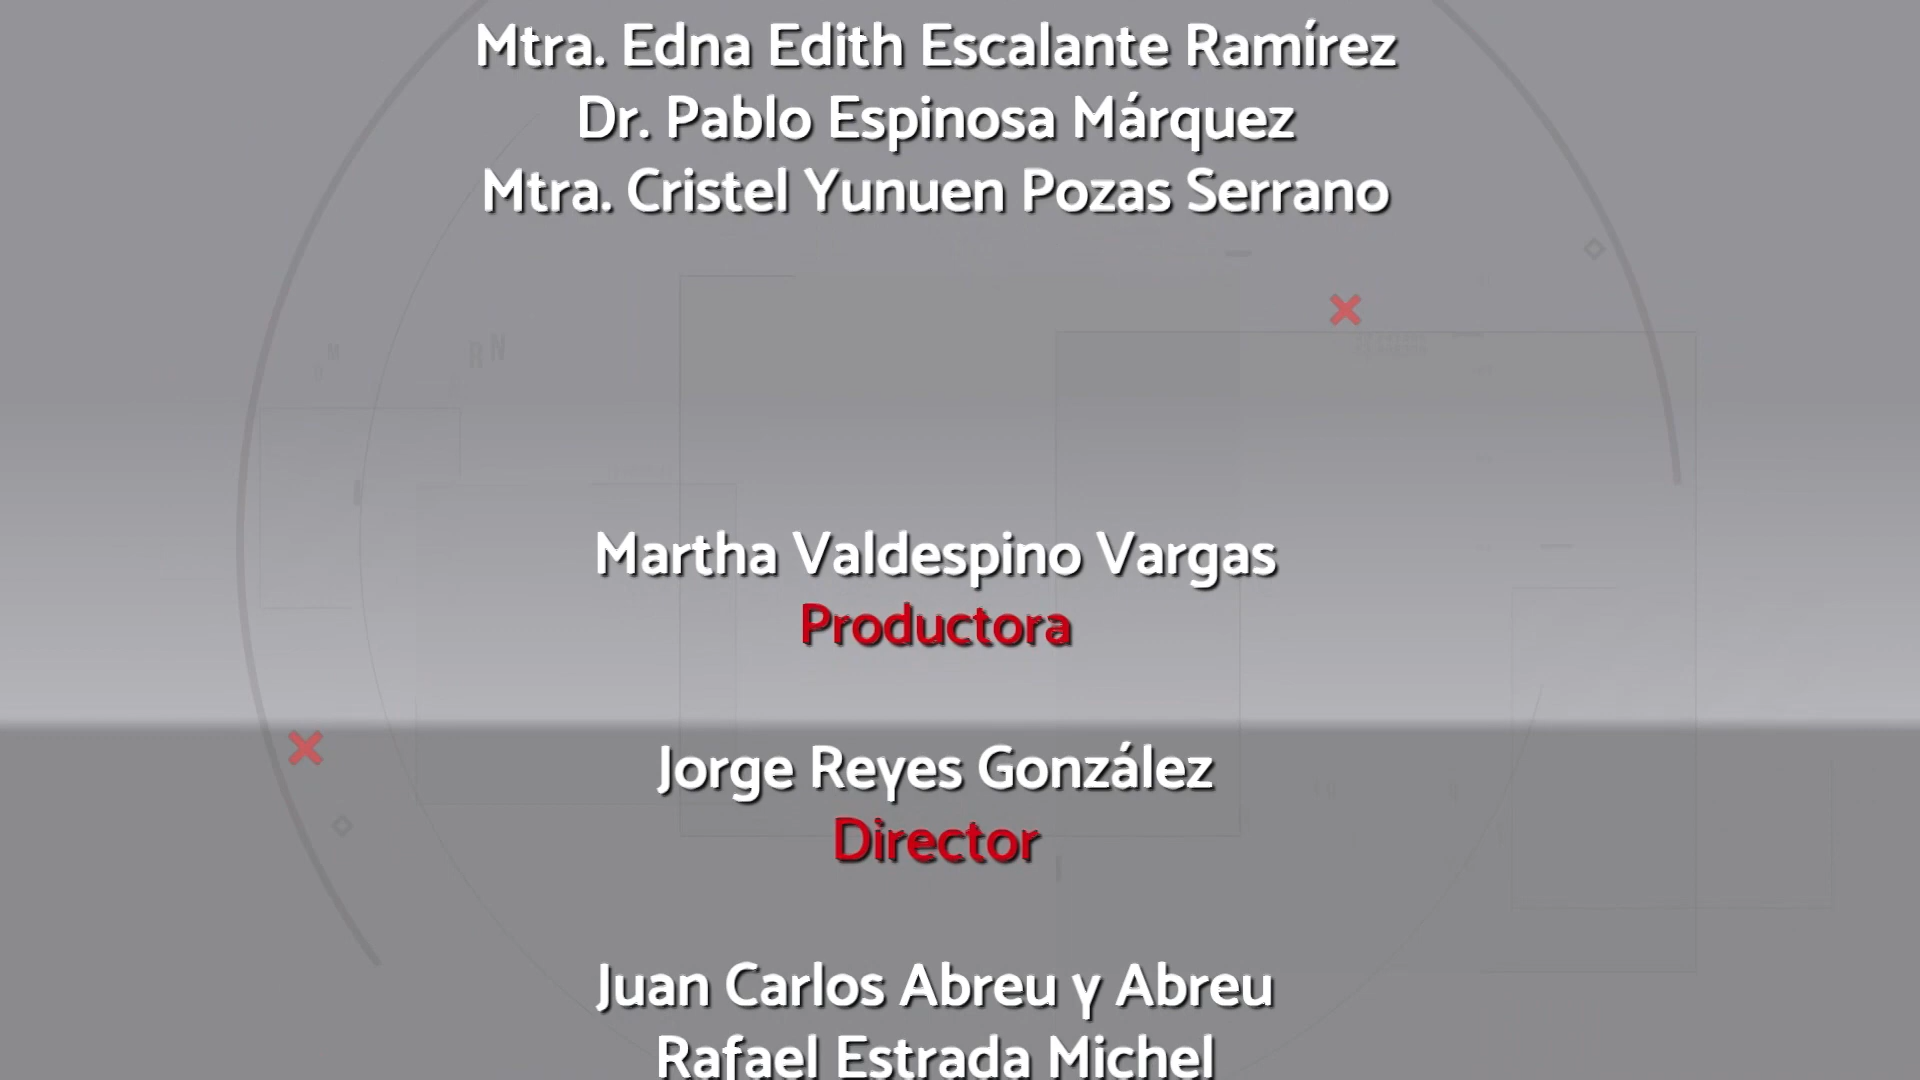 Mtra. Edna Edith Escalante Ramírez
Dr. Pablo Espinosa Márquez
Mtra. Cristel Yunuen Pozas Serrano
Martha Valdespino Vargas
Productora
Jorge Reyes González
Director
Juan Carlos Abreu y Abreu
Rafael Estrada Michel